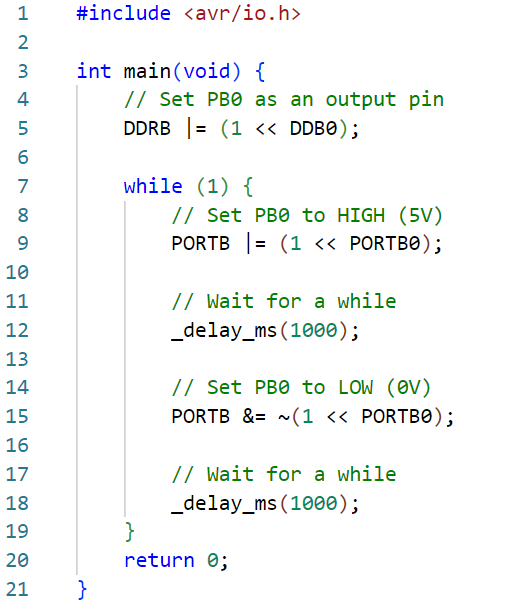 1 #include <avr/io.h>
2
3 int main(void) {
4     // Set PB0 as an output pin
5     DDRB |= (1 << DDB0);
6
7     while (1) {
8         // Set PB0 to HIGH (5V)
9         PORTB |= (1 << PORTB0);
10
11         // Wait for a while
12         _delay_ms(1000);
13
14         // Set PB0 to LOW (0V)
15         PORTB &= ~(1 << PORTB0);
16
17         // Wait for a while
18         _delay_ms(1000);
19     }
20     return 0;
21 }